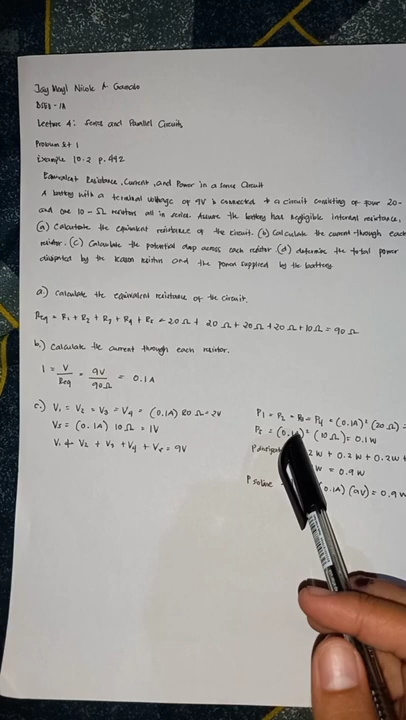 Lecture 4: Series and Parallel Circuits
Problem Set 1
Example 10.2 p. 442
Equivalent Resistance, Current, and Power in a Series Circuit
A battery with a terminal voltage of 9V is connected to a circuit consisting of four 20-
and one 10-Ω resistors all in series. Assume the battery has negligible internal resistance.
(a) Calculate the equivalent resistance of the circuit. (b) Calculate the current through each
resistor. (c) Calculate the potential drop across each resistor (d) determine the total power
dissipated by the resistors and the power supplied by the battery.
a.) Calculate the equivalent resistance of the circuit.
Req = R1 + R2 + R3 + R4 + R5 = 20Ω + 20Ω + 20Ω + 20Ω + 10Ω = 90Ω
b.) Calculate the current through each resistor.
I = V/Req = 9V/90Ω = 0.1A
c.) V1 = V2 = V3 = V4 = (0.1A) 20Ω = 2V
V5 = (0.1A) 10Ω = 1V
V1 + V2 + V3 + V4 + V5 = 9V
P1 = P2 = P3 = P4 = (0.1A)² (20Ω) =
P5 = (0.1A)² (10Ω) = 0.1W
2W + 0.2W + 0.2W +
W = 0.9W
(0.1A) (9V) = 0.9W